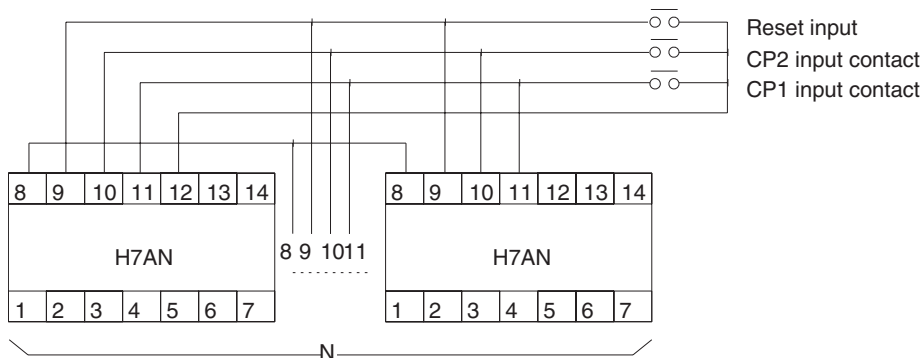 Reset input
CP2 input contact
CP1 input contact
8 9 10 11 12 13 14
8 9 10 11 12 13 14
H7AN
8 9 1011
H7AN
1 2 3 4 5 6 7
1 2 3 4 5 6 7
N